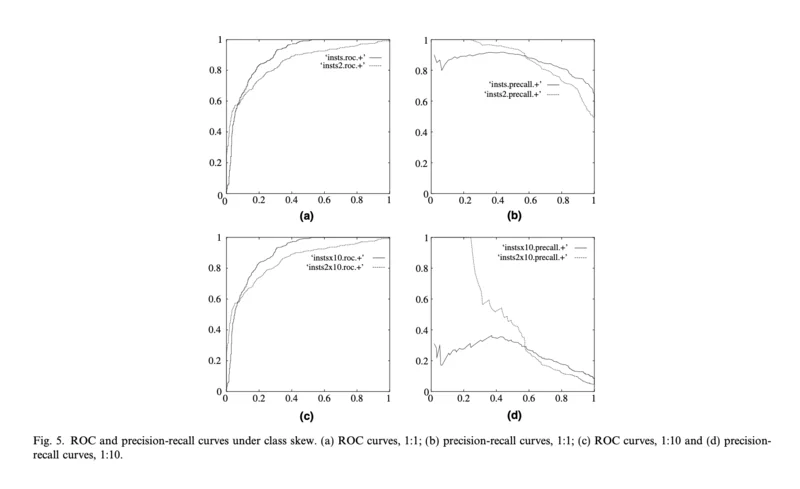 1
0.8
0.6
0.4
0.2
0
0 0.2 0.4 0.6 0.8 1
'insts.roc.+'
'insts2.roc.+'
(a)
1
0.8
0.6
0.4
0.2
0
0 0.2 0.4 0.6 0.8 1
'insts.precall.+'
'insts2.precall.+'
(b)
1
0.8
0.6
0.4
0.2
0
0 0.2 0.4 0.6 0.8 1
'instsx10.roc.+'
'insts2x10.roc.+'
(c)
1
0.8
0.6
0.4
0.2
0
0 0.2 0.4 0.6 0.8 1
'instsx10.precall.+'
'insts2x10.precall.+'
(d)
Fig. 5. ROC and precision-recall curves under class skew. (a) ROC curves, 1:1; (b) precision-recall curves, 1:1; (c) ROC curves, 1:10 and (d) precision-
recall curves, 1:10.